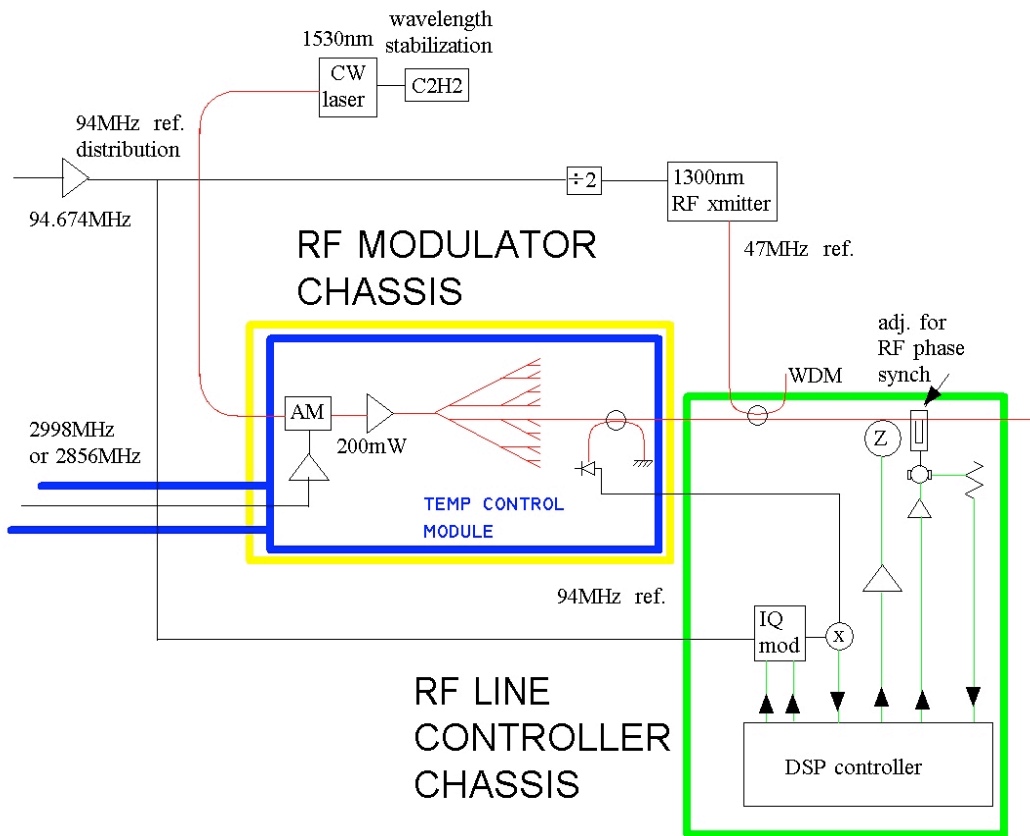 wavelength
stabilization
1530nm
CW
laser
C2H2
94MHz ref.
distribution
94.674MHz
÷2
1300nm
RF xmitter
47MHz ref.
RF MODULATOR
CHASSIS
adj. for
RF phase
synch
WDM
AM
200mW
2998MHz
or 2856MHz
Z
TEMP CONTROL
MODULE
94MHz ref.
IQ
mod
x
RF LINE
CONTROLLER
CHASSIS
DSP controller